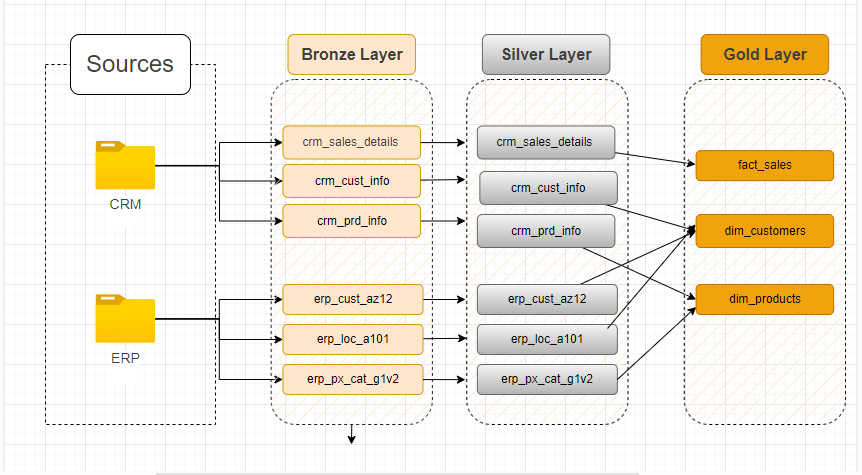 Sources
Bronze Layer
Silver Layer
Gold Layer
CRM
crm_sales_details
crm_cust_info
crm_prd_info
crm_sales_details
crm_cust_info
crm_prd_info
fact_sales
dim_customers
dim_products
ERP
erp_cust_az12
erp_loc_a101
erp_px_cat_g1v2
erp_cust_az12
erp_loc_a101
erp_px_cat_g1v2